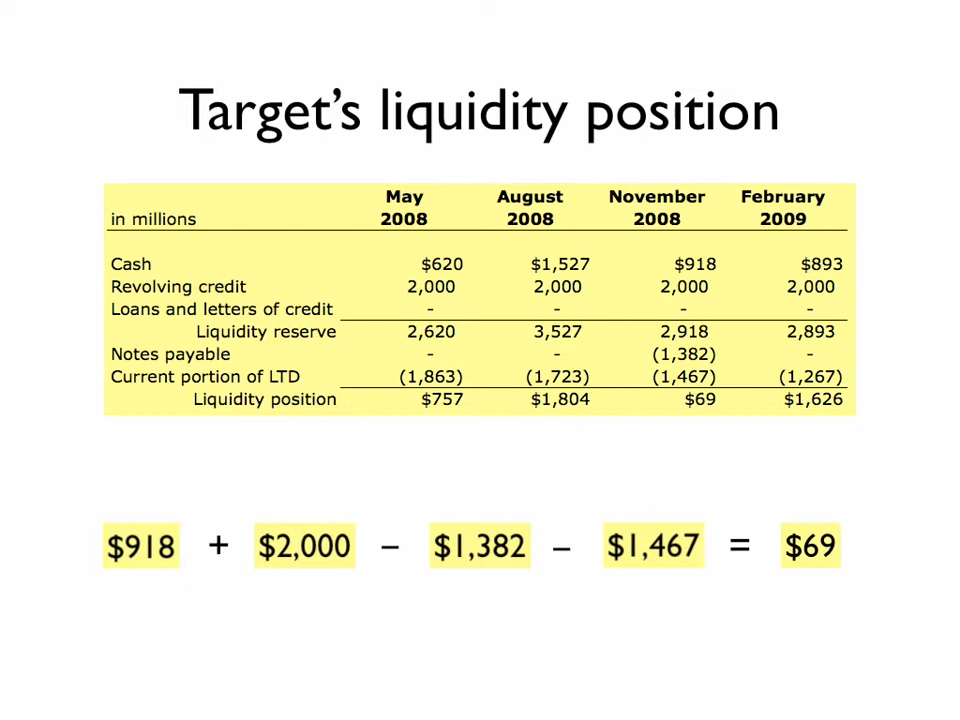 Target's liquidity position
May August November February
in millions 2008 2008 2008 2009
Cash $620 $1,527 $918 $893
Revolving credit 2,000 2,000 2,000 2,000
Loans and letters of credit - - - -
Liquidity reserve 2,620 3,527 2,918 2,893
Notes payable - - (1,382) -
Current portion of LTD (1,863) (1,723) (1,467) (1,267)
Liquidity position $757 $1,804 $69 $1,626
$918 + $2,000 – $1,382 – $1,467 = $69